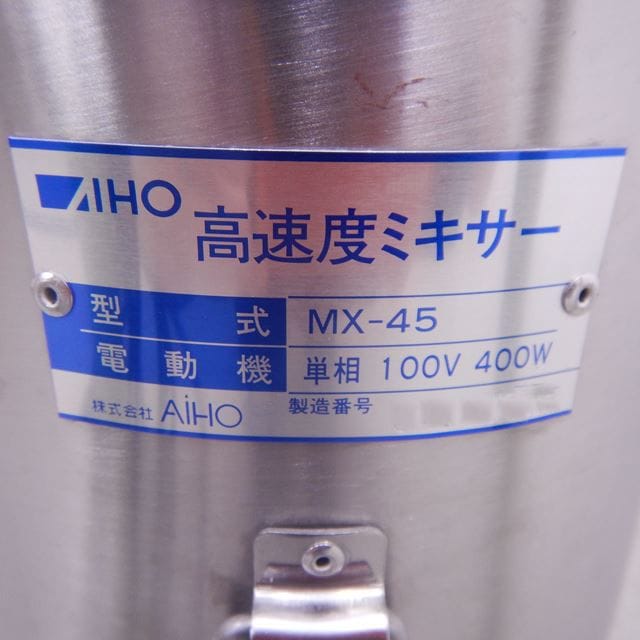 AIHO 高速度ミキサー
型式 MX-45
電動機 単相 100V 400W
株式会社 AiHO 製造番号